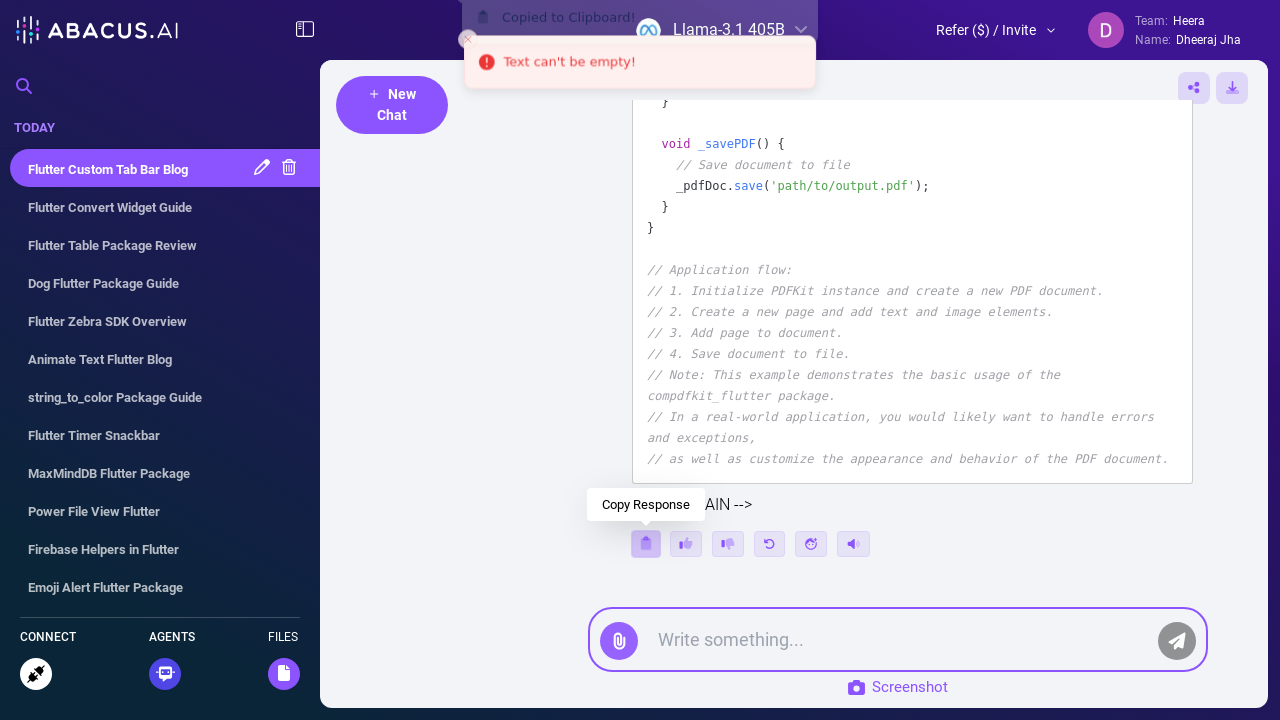 ABACUS.AI
Copied to Clipboard!
Llama-3.1 405B
Refer ($) / Invite
D
Team: Heera
Name: Dheeraj Jha
Text can't be empty!
+ New
Chat
TODAY
Flutter Custom Tab Bar Blog
Flutter Convert Widget Guide
Flutter Table Package Review
Dog Flutter Package Guide
Flutter Zebra SDK Overview
Animate Text Flutter Blog
string_to_color Package Guide
Flutter Timer Snackbar
MaxMindDB Flutter Package
Power File View Flutter
Firebase Helpers in Flutter
Emoji Alert Flutter Package
CONNECT
AGENTS
FILES
}
void _savePDF() {
// Save document to file
_pdfDoc.save('path/to/output.pdf');
}
}
// Application flow:
// 1. Initialize PDFKit instance and create a new PDF document.
// 2. Create a new page and add text and image elements.
// 3. Add page to document.
// 4. Save document to file.
// Note: This example demonstrates the basic usage of the
compdfkit_flutter package.
// In a real-world application, you would likely want to handle errors
and exceptions,
// as well as customize the appearance and behavior of the PDF document.
Copy Response
AIN -->
Write something...
Screenshot